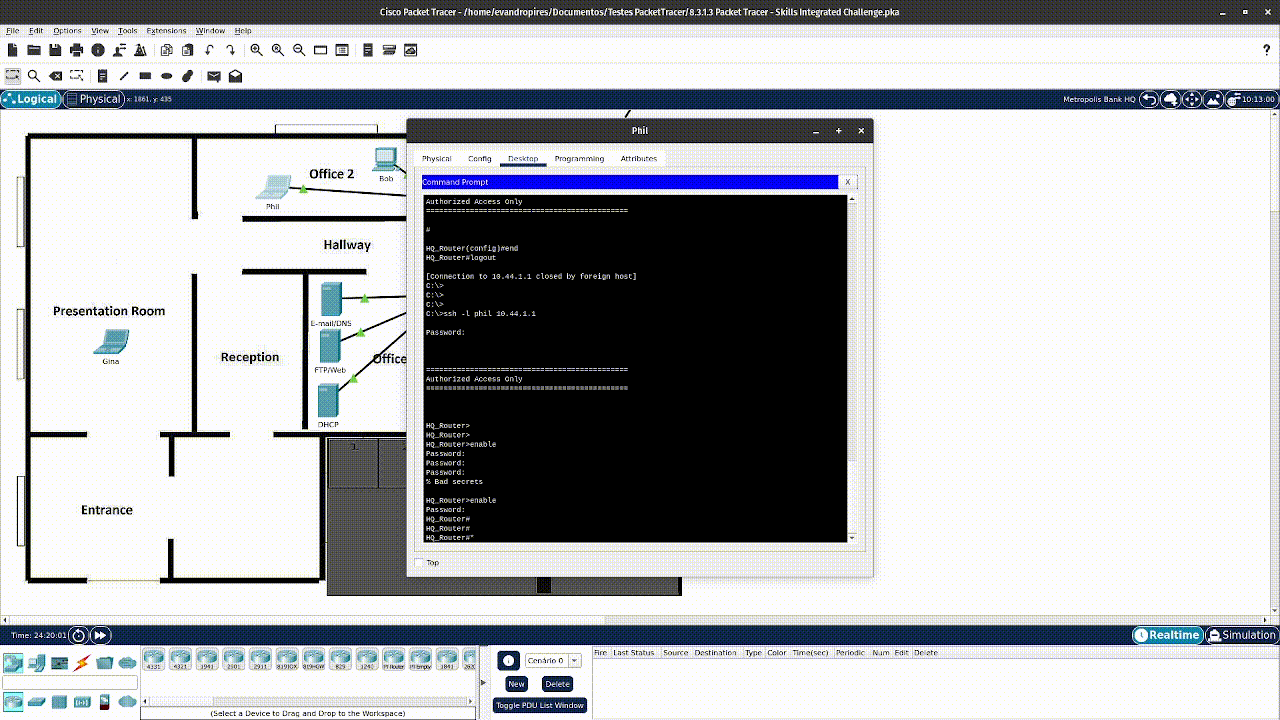 Cisco Packet Tracer - /home/evandropires/Documentos/Testes PacketTracer/8.3.1.3 Packet Tracer - Skills Integrated Challenge.pka
File Edit Options View Tools Extensions Window Help
Logical Physical x: 1861, y: 435 Metropolis Bank HQ 10:13:00
Phil
Physical Config Desktop Programming Attributes
Command Prompt X
Authorized Access Only
===============================================
#
HQ_Router(config)#end
HQ_Router#logout
[Connection to 10.44.1.1 closed by foreign host]
C:\>
C:\>
C:\>
C:\>ssh -l phil 10.44.1.1
Password:
===============================================
Authorized Access Only
===============================================
HQ_Router>
HQ_Router>
HQ_Router>enable
Password:
Password:
Password:
% Bad secrets
HQ_Router>enable
Password:
HQ_Router#
HQ_Router#
HQ_Router#"
Top
Office 2
Bob
Phil
Hallway
Presentation Room
Gina
E-mail/DNS
Reception
FTP/Web
Office
DHCP
Entrance
1
Time: 24:20:01 Realtime Simulation
4331 4321 1941 2901 2911 819IOX 819HGW 829 1240 PT Router PT Empty 1841 2620
(Select a Device to Drag and Drop to the Workspace)
Cenário 0
New Delete
Toggle PDU List Window
Fire Last Status Source Destination Type Color Time(sec) Periodic Num Edit Delete